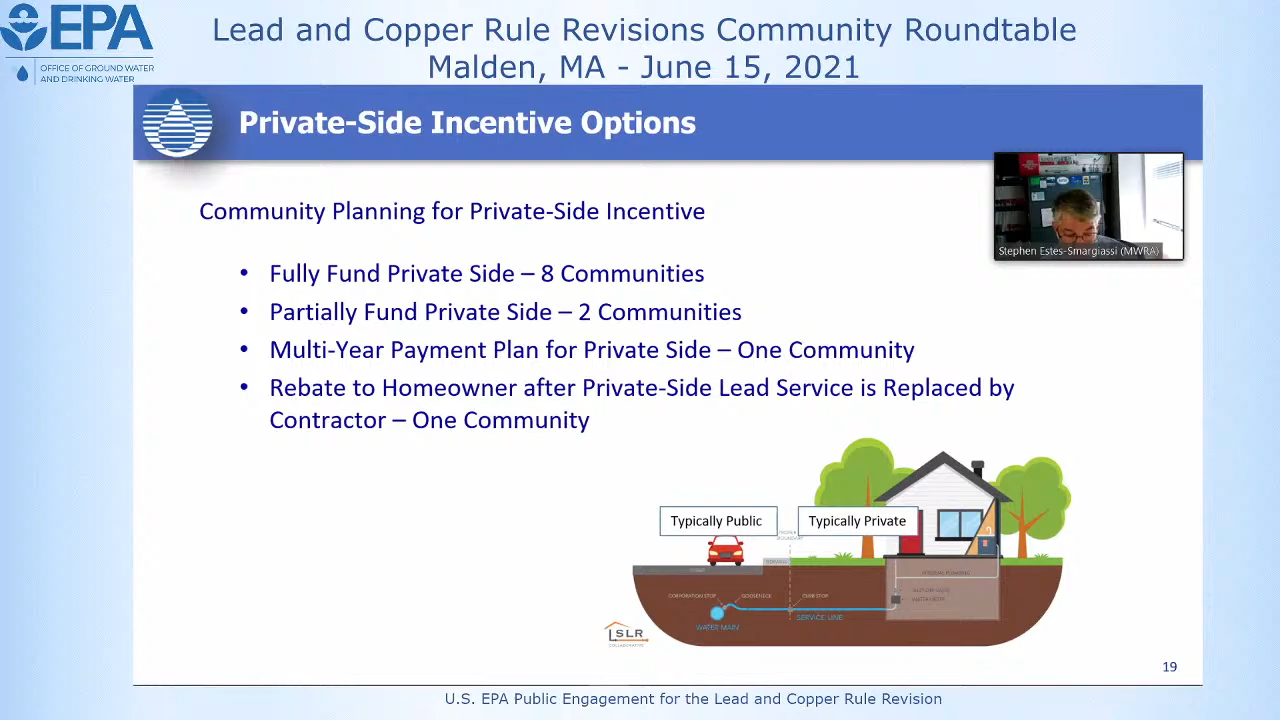 EPA
OFFICE OF GROUND WATER
AND DRINKING WATER
Lead and Copper Rule Revisions Community Roundtable
Malden, MA - June 15, 2021
Private-Side Incentive Options
Stephen Estes-Smargiassi (MWRA)
Community Planning for Private-Side Incentive
• Fully Fund Private Side – 8 Communities
• Partially Fund Private Side – 2 Communities
• Multi-Year Payment Plan for Private Side – One Community
• Rebate to Homeowner after Private-Side Lead Service is Replaced by
Contractor – One Community
Typically Public
Typically Private
BOUNDARY
SIDEWALK
STREET
INTERNAL PLUMBING
CORPORATION STOP
GOOSENECK
CURB STOP
WATER METER
WATER MAIN
SERVICE LINE
LSLR
COLLABORATIVE
19
U.S. EPA Public Engagement for the Lead and Copper Rule Revision